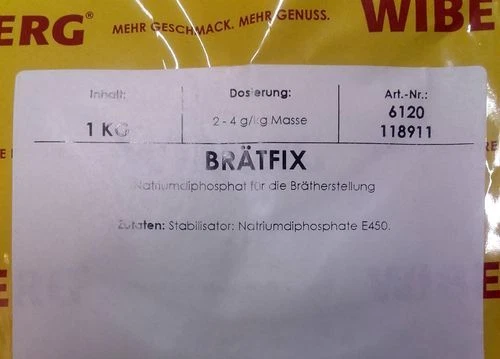 ERG® MEHR GESCHMACK. MEHR GENUSS. WIBE
Inhalt: Dosierung: Art.-Nr.:
1 KG 2 - 4 g/kg Masse 6120
118911
BRÄTFIX
Natriumdiphosphat für die Brätherstellung
Zutaten: Stabilisator: Natriumdiphosphate E450.